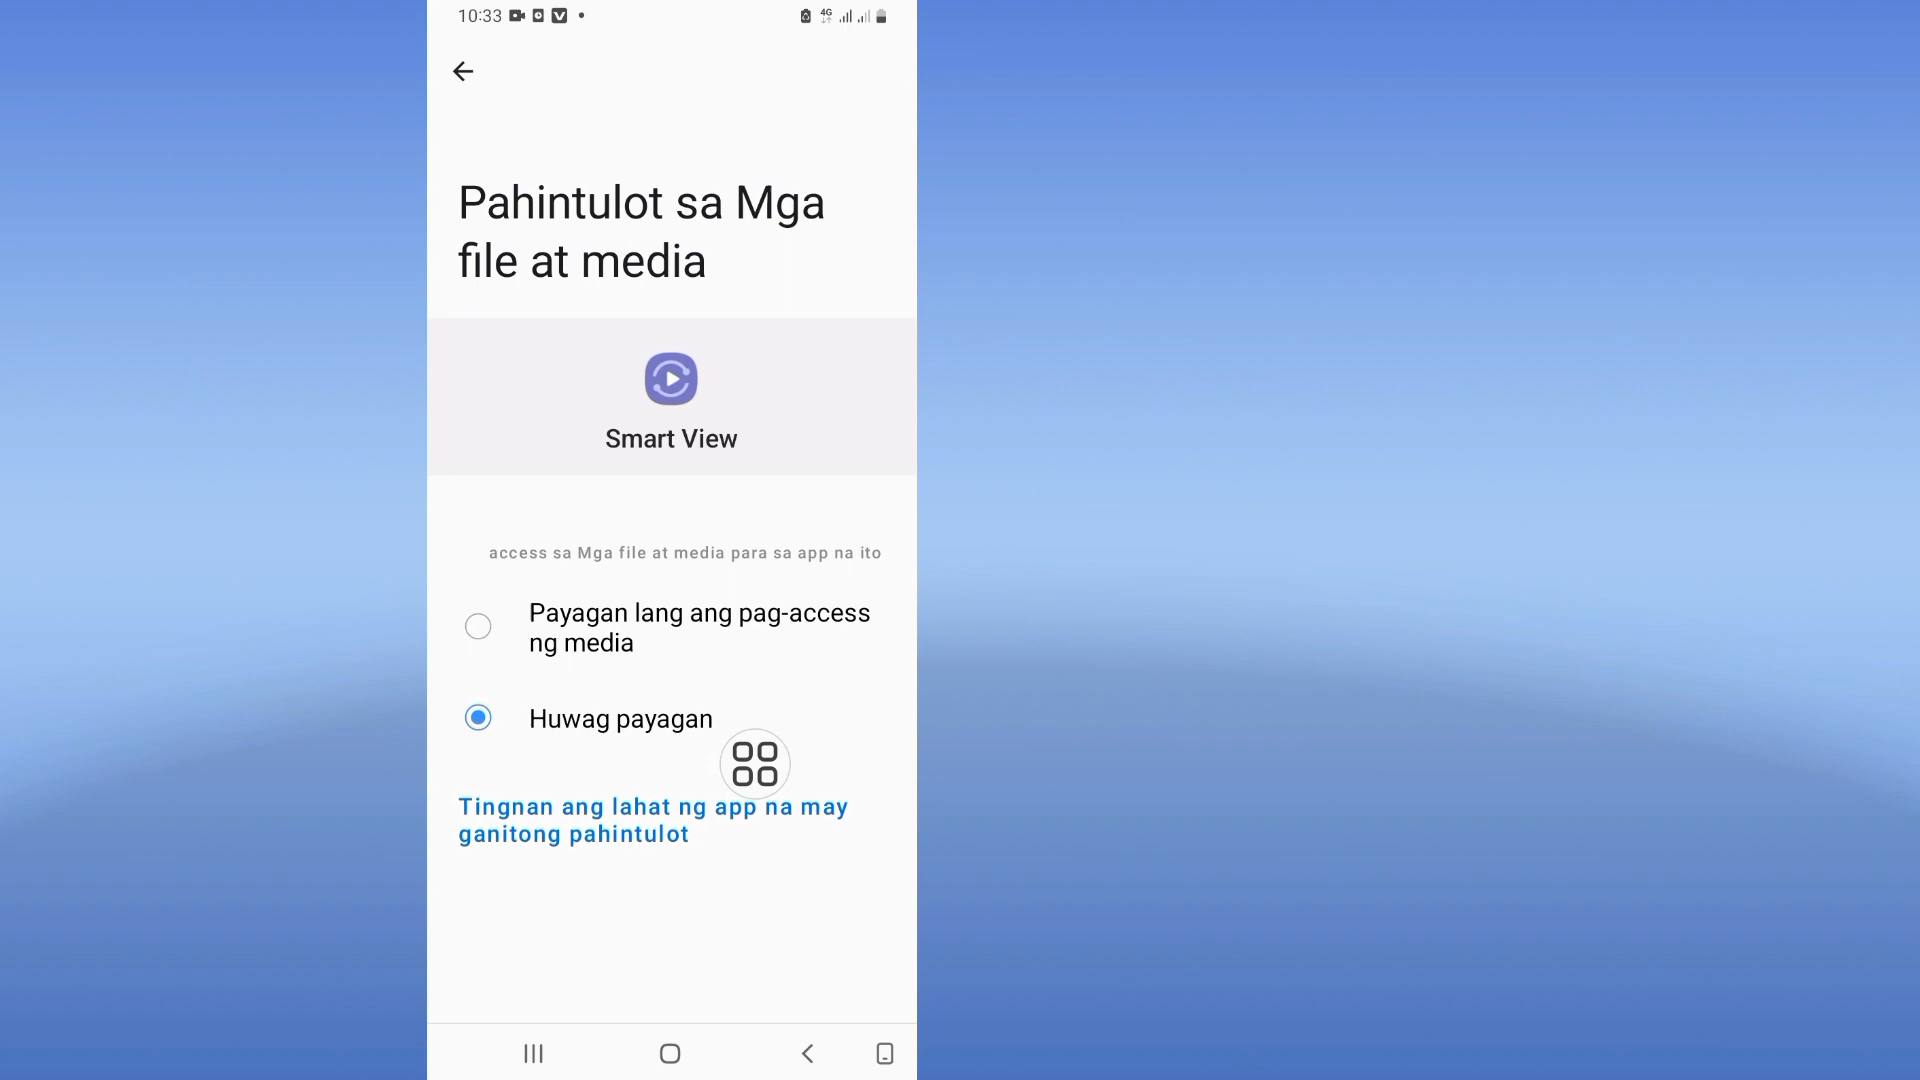 10:33
4G
Pahintulot sa Mga
file at media
Smart View
access sa Mga file at media para sa app na ito
Payagan lang ang pag-access
ng media
Huwag payagan
Tingnan ang lahat ng app na may
ganitong pahintulot